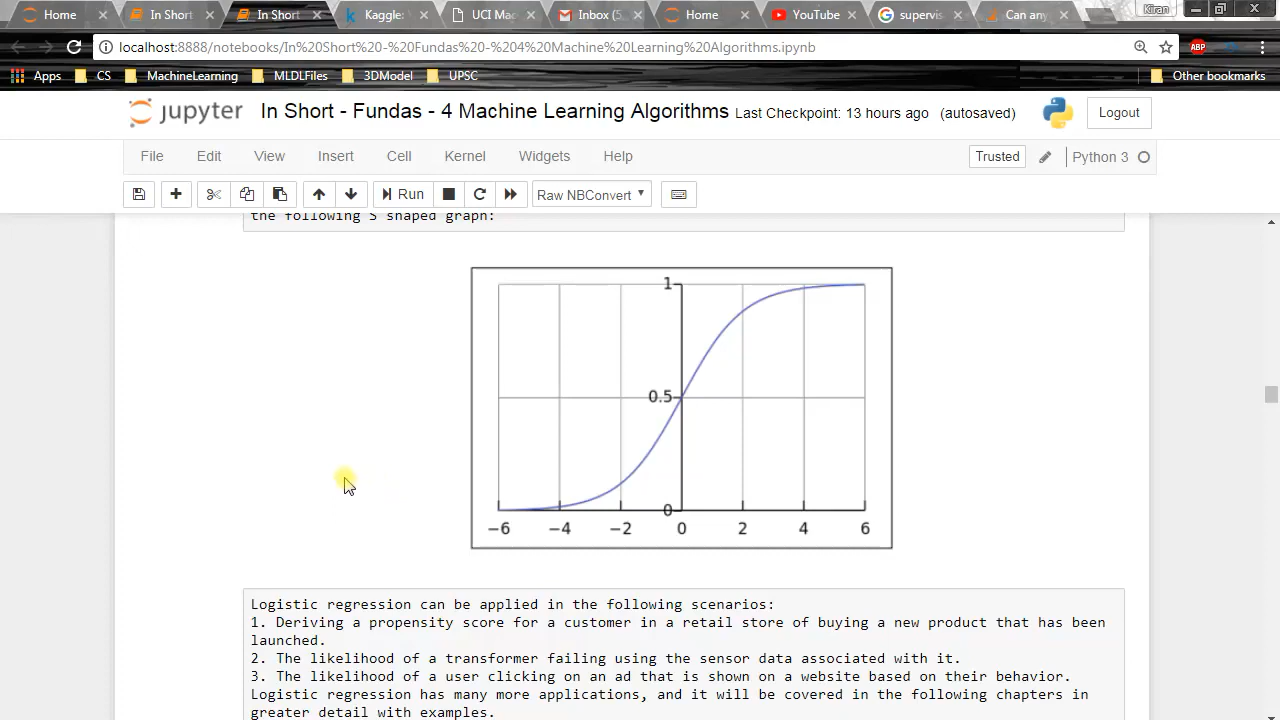 Home
In Short
In Short
Kaggle:
UCI Mac
Inbox (5
Home
YouTube
supervis
Can any
Kiran
localhost:8888/notebooks/In%20Short%20-%20Fundas%20-%204%20Machine%20Learning%20Algorithms.ipynb
ABP
Apps CS MachineLearning MLDLFiles 3DModel UPSC Other bookmarks
jupyter In Short - Fundas - 4 Machine Learning Algorithms Last Checkpoint: 13 hours ago (autosaved) Logout
File Edit View Insert Cell Kernel Widgets Help Trusted Python 3
Run Raw NBConvert
the following S shaped graph:
1
0.5
0
−6 −4 −2 0 2 4 6
Logistic regression can be applied in the following scenarios:
1. Deriving a propensity score for a customer in a retail store of buying a new product that has been
launched.
2. The likelihood of a transformer failing using the sensor data associated with it.
3. The likelihood of a user clicking on an ad that is shown on a website based on their behavior.
Logistic regression has many more applications, and it will be covered in the following chapters in
greater detail with examples.